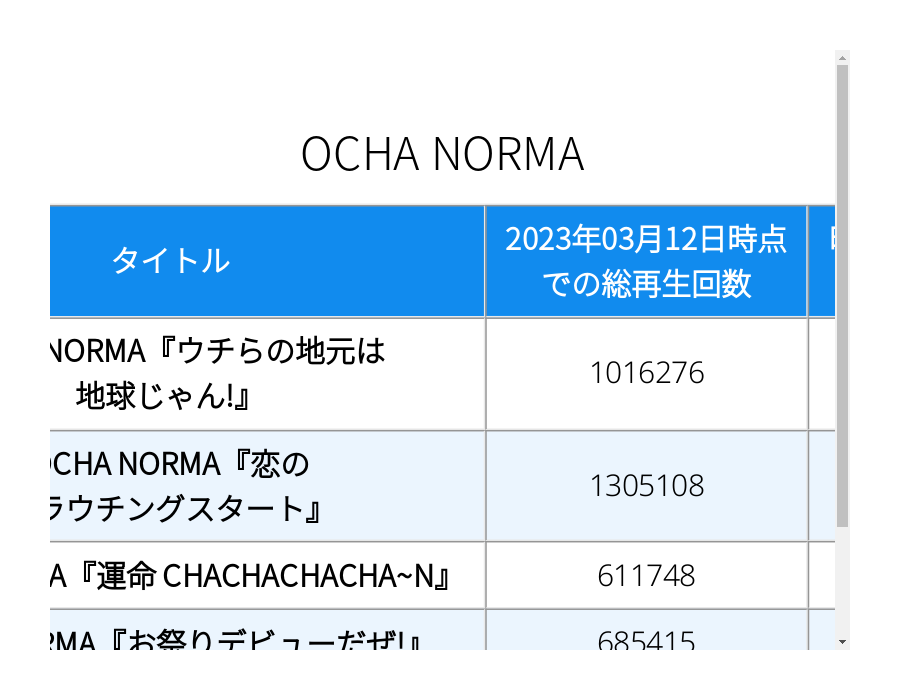 OCHA NORMA
タイトル
2023年03月12日時点
での総再生回数
NORMA『ウチらの地元は
地球じゃん!』
1016276
OCHA NORMA『恋の
ラウチングスタート』
1305108
A『運命 CHACHACHACHA~N』
611748
RMA『お祭りデビューだぜ!』
685415